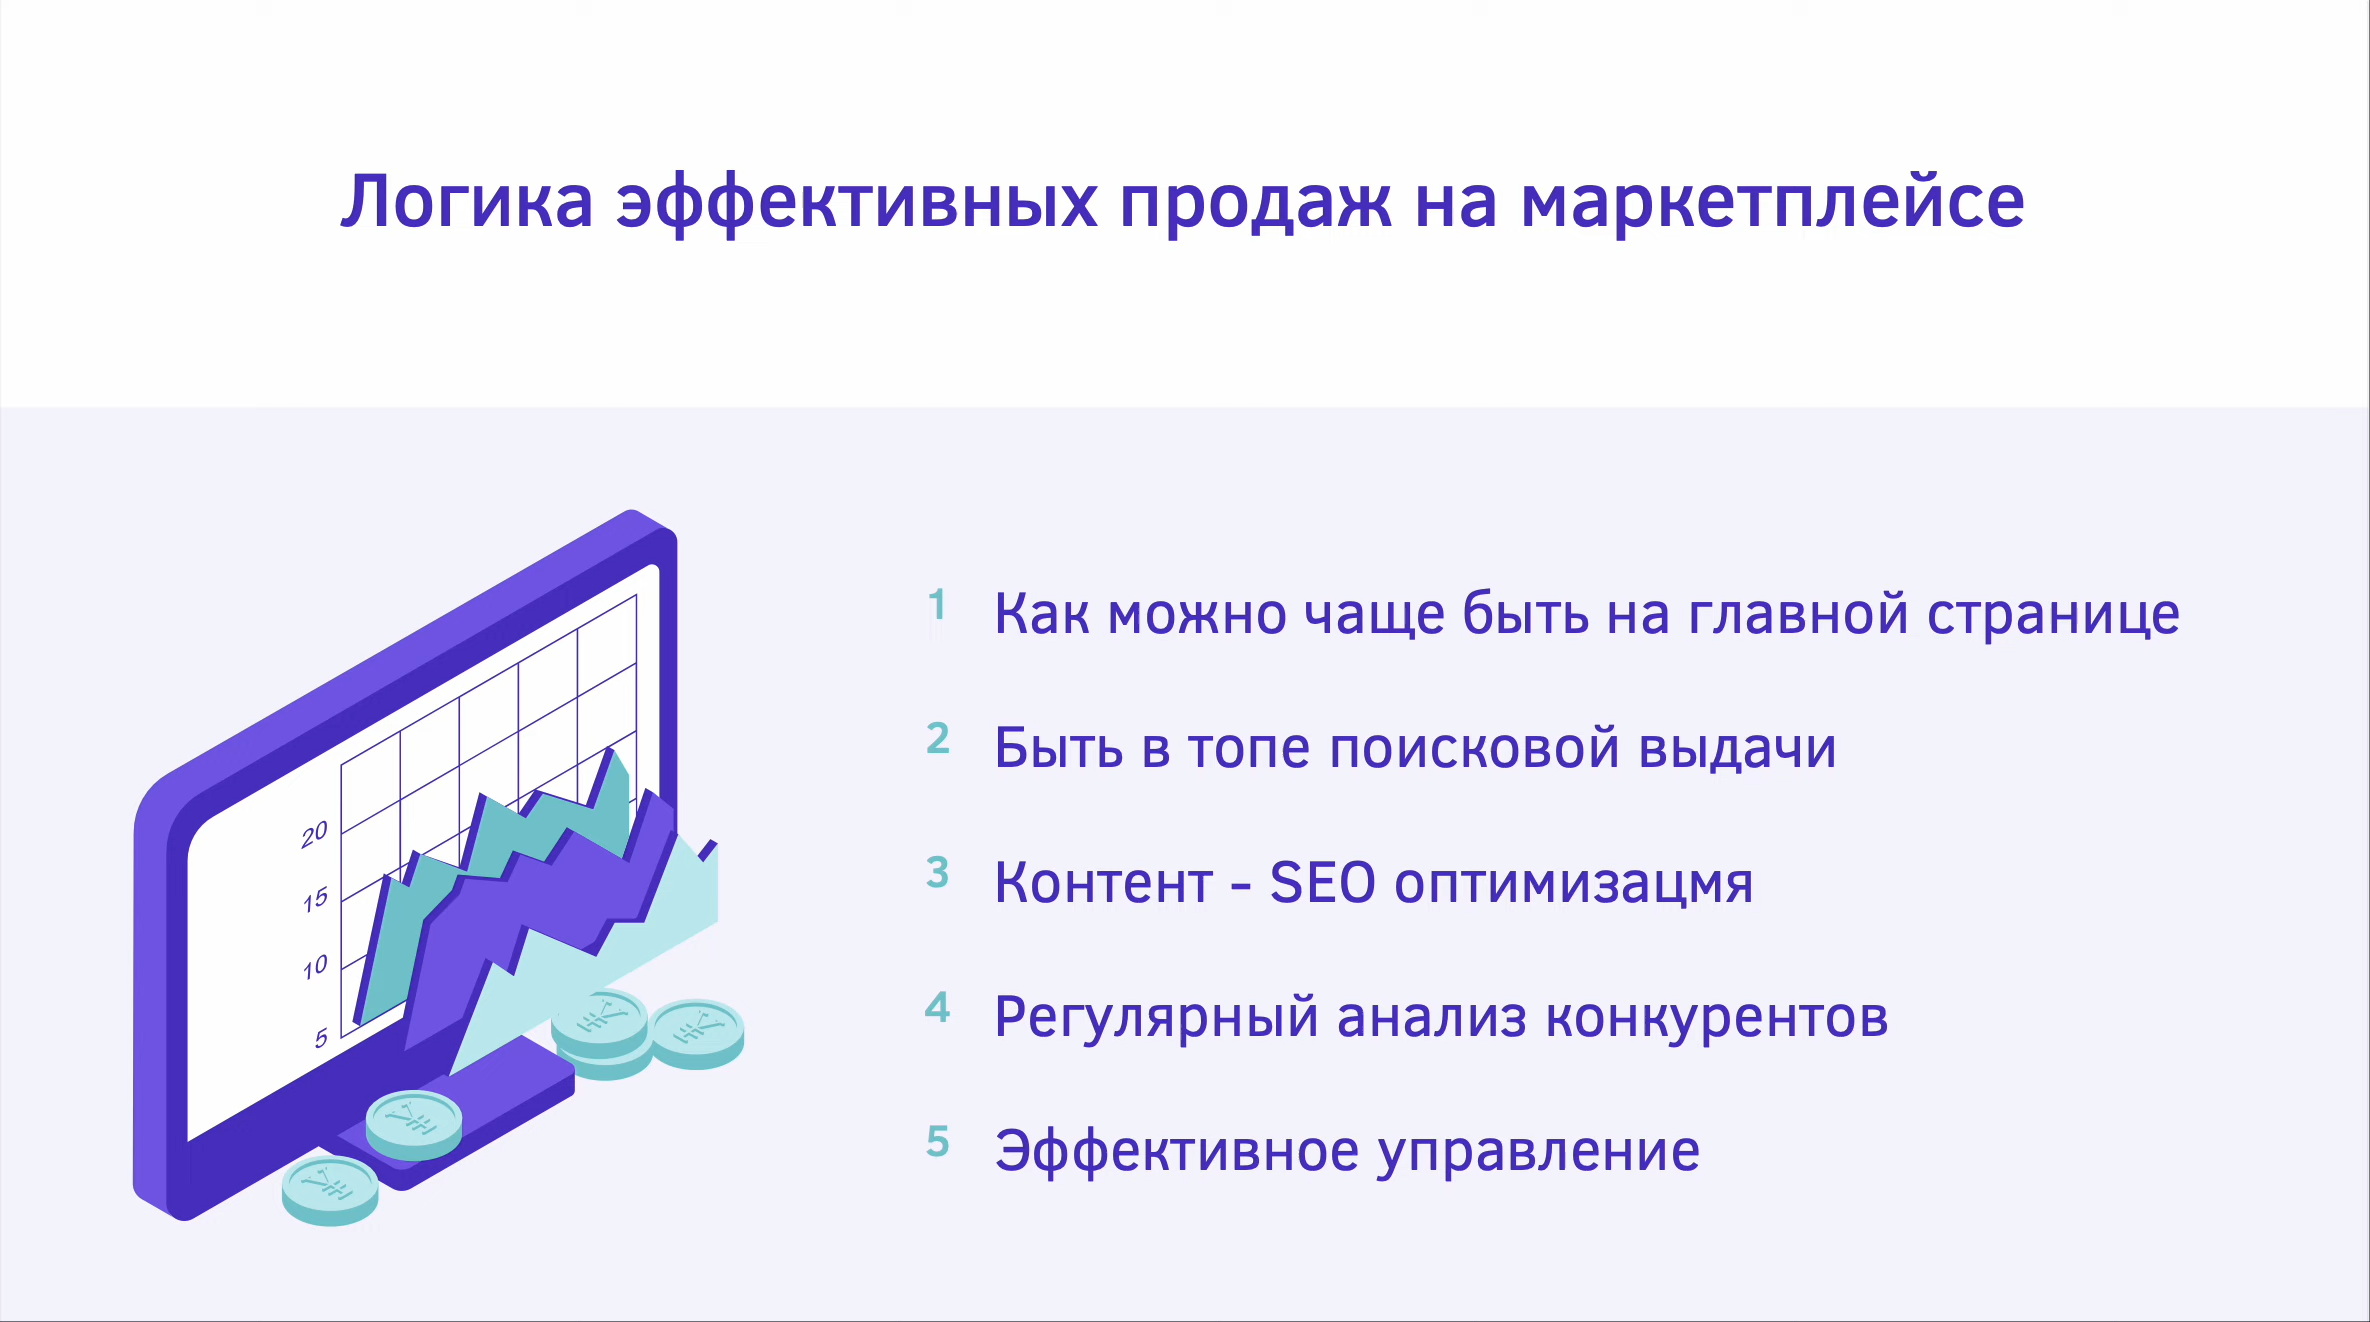 Логика эффективных продаж на маркетплейсе
1 Как можно чаще быть на главной странице
2 Быть в топе поисковой выдачи
3 Контент - SEO оптимизацмя
4 Регулярный анализ конкурентов
5 Эффективное управление
20
15
10
5